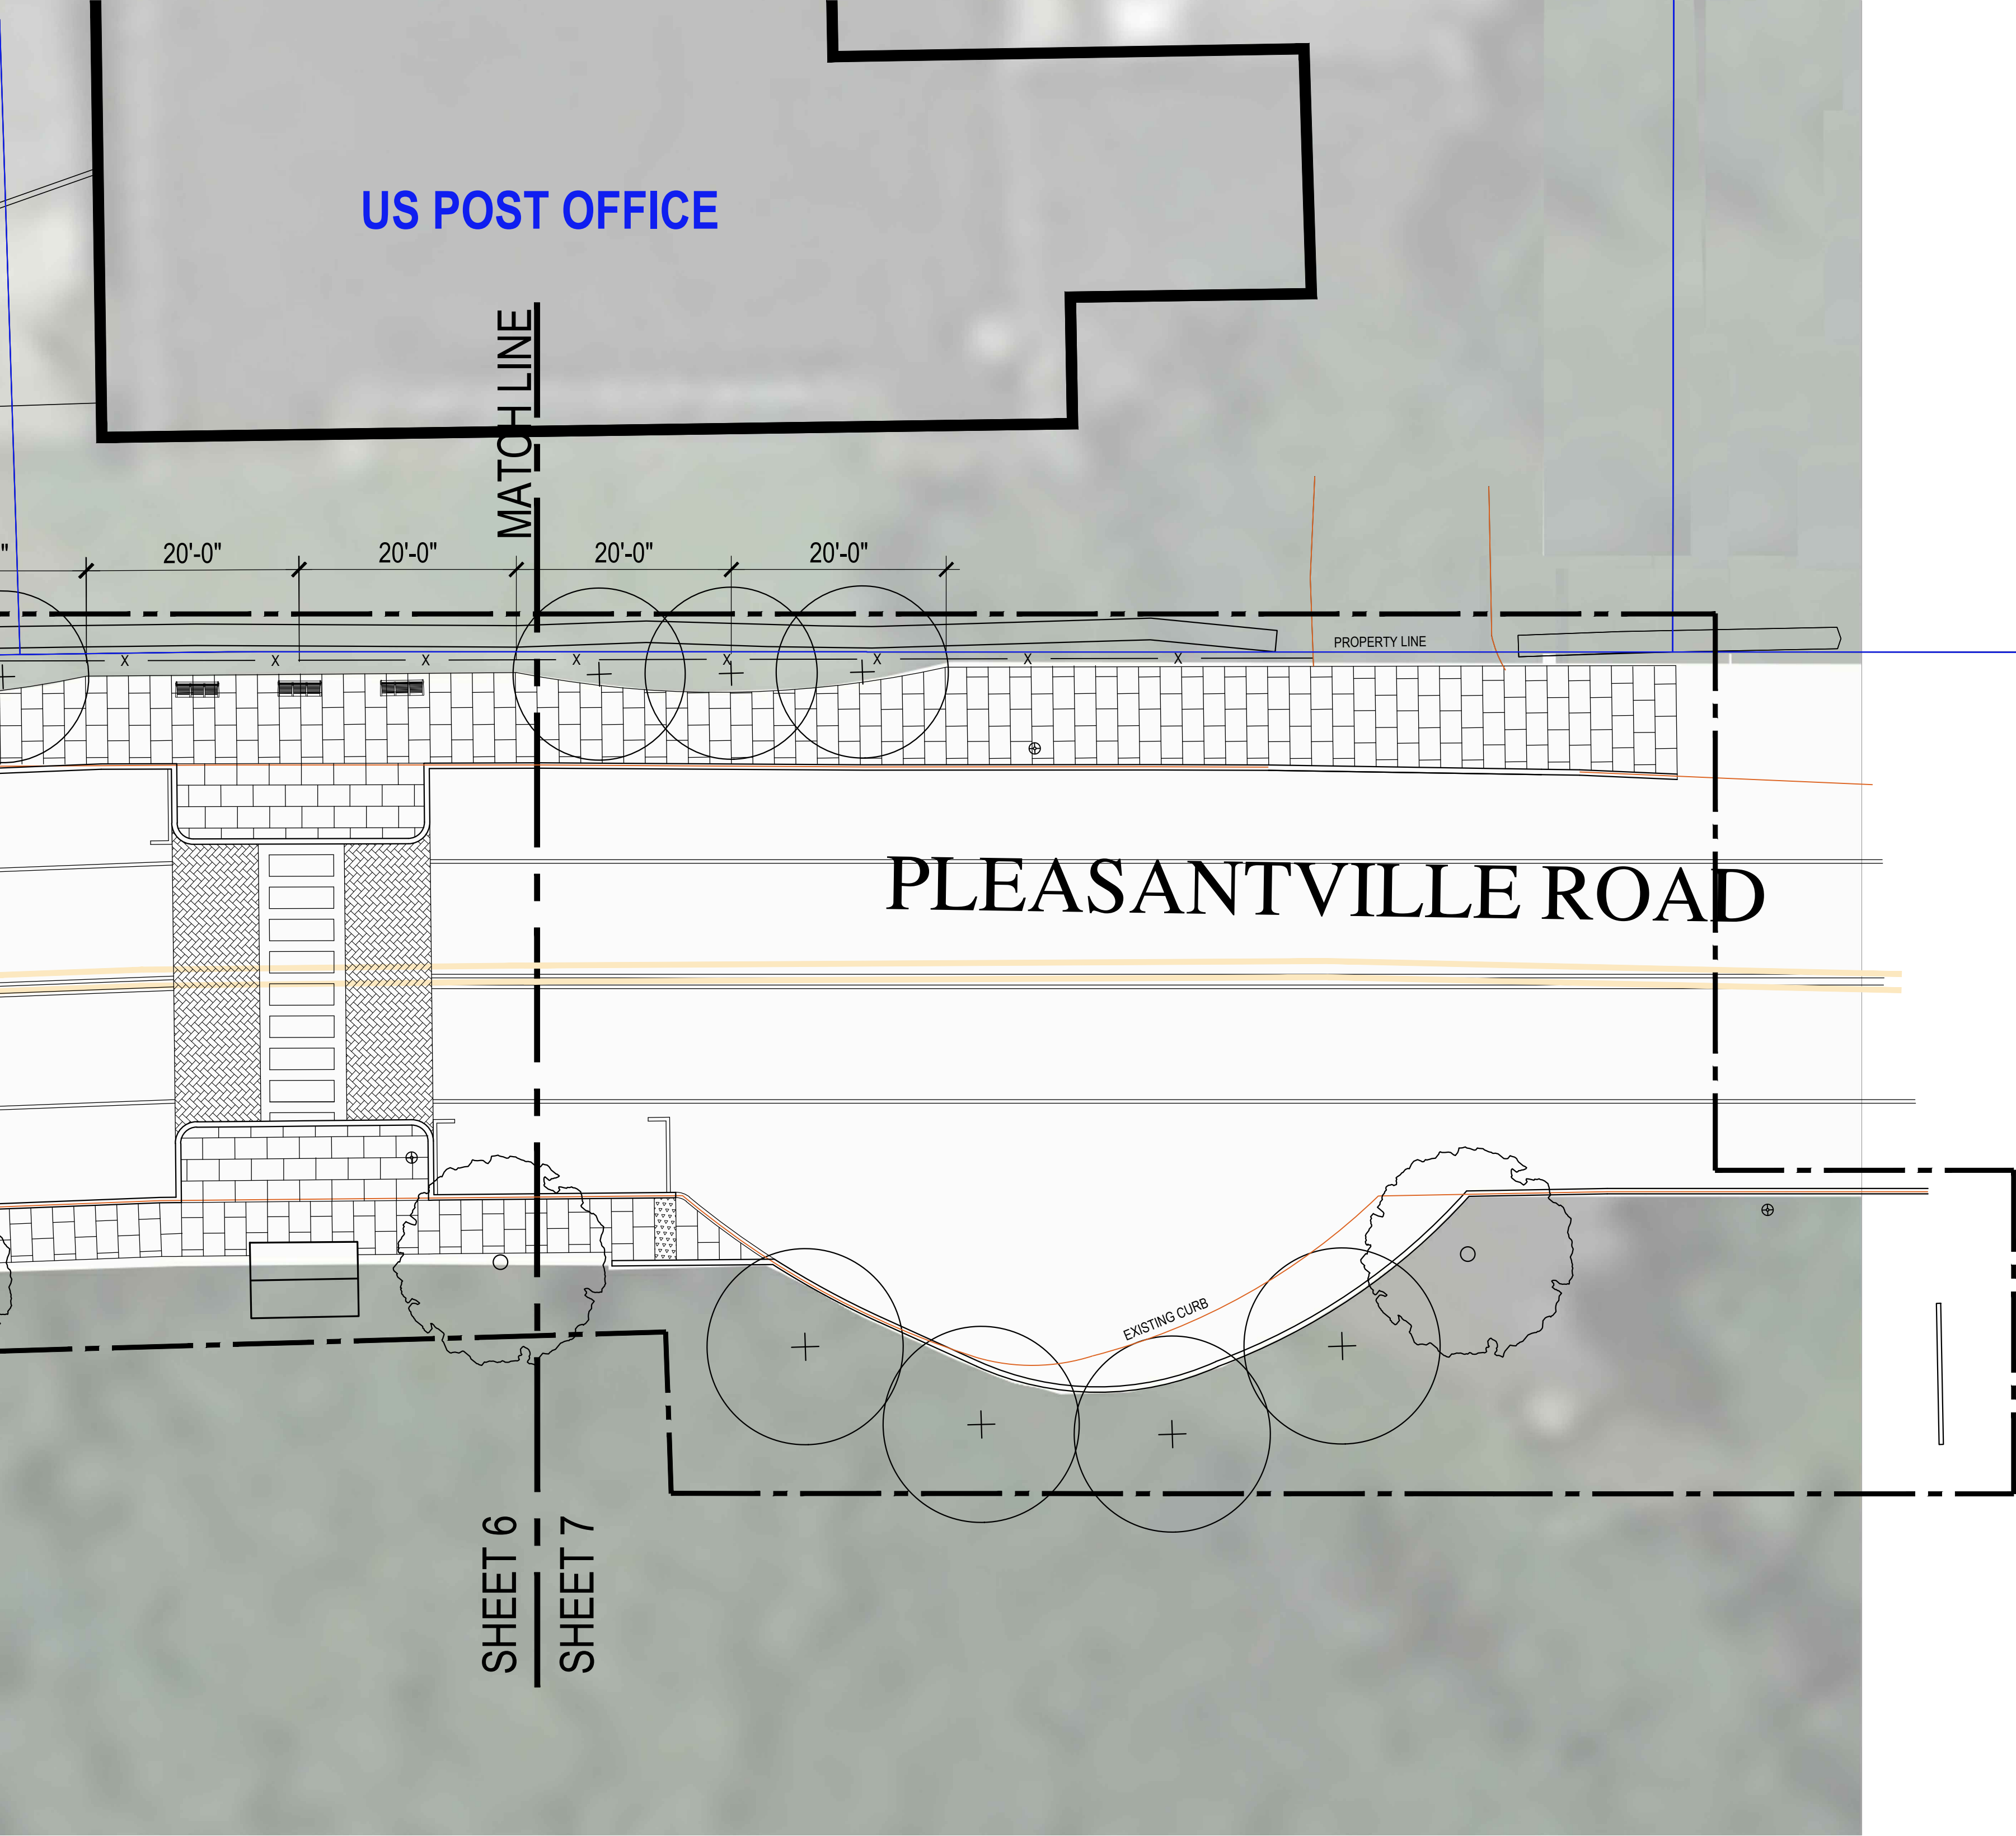 US POST OFFICE
MATCH LINE
"
20'-0"
20'-0"
20'-0"
20'-0"
PROPERTY LINE
X
X
X
X
X
X
X
X
PLEASANTVILLE ROAD
EXISTING CURB
SHEET 6
SHEET 7